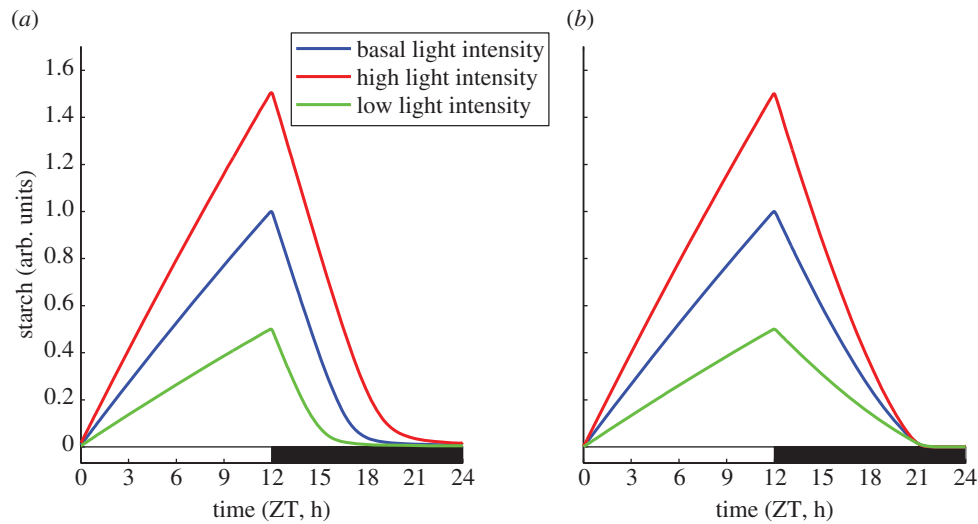 (a)
(b)
basal light intensity
high light intensity
low light intensity
starch (arb. units)
1.6
1.4
1.2
1.0
0.8
0.6
0.4
0.2
0
0 3 6 9 12 15 18 21 24
time (ZT, h)
0 3 6 9 12 15 18 21 24
time (ZT, h)